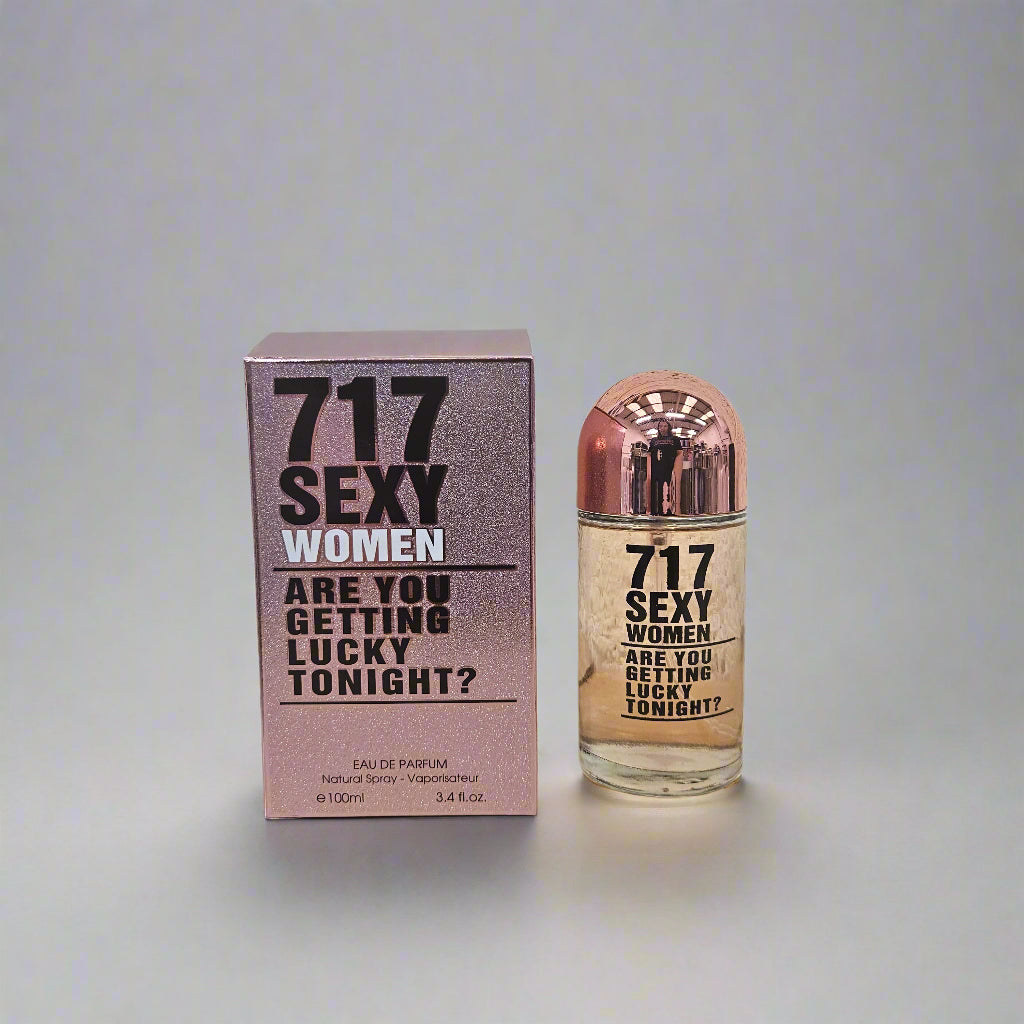 717
SEXY
WOMEN
ARE YOU
GETTING
LUCKY
TONIGHT?
EAU DE PARFUM
Natural Spray - Vaporisateur
℮100ml 3.4 fl.oz.
717
SEXY
WOMEN
ARE YOU
GETTING
LUCKY
TONIGHT?